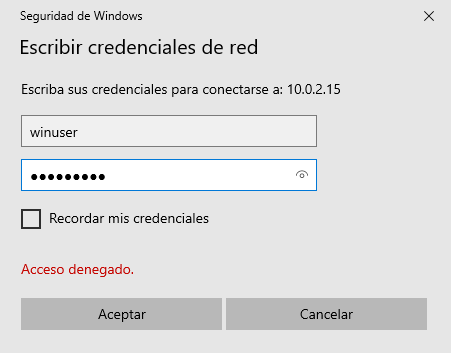 Seguridad de Windows
Escribir credenciales de red
Escriba sus credenciales para conectarse a: 10.0.2.15
winuser
●●●●●●●●●
Recordar mis credenciales
Acceso denegado.
Aceptar
Cancelar